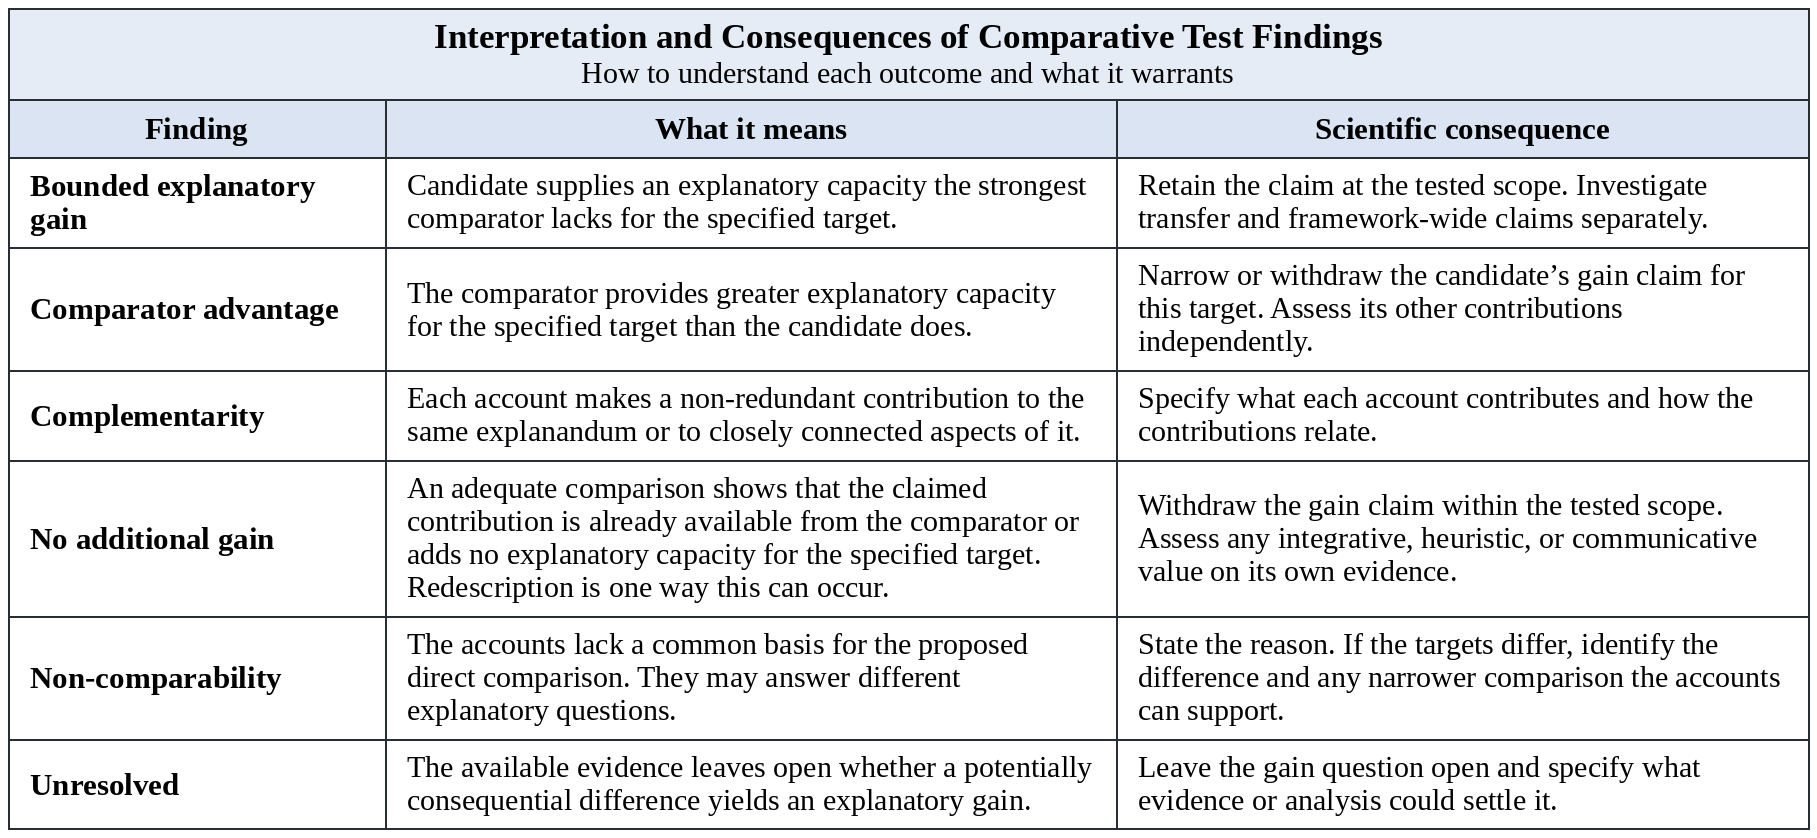 Interpretation and Consequences of Comparative Test Findings
How to understand each outcome and what it warrants
Finding
What it means
Scientific consequence
Bounded explanatory
gain
Candidate supplies an explanatory capacity the strongest
comparator lacks for the specified target.
Retain the claim at the tested scope. Investigate
transfer and framework-wide claims separately.
Comparator advantage
The comparator provides greater explanatory capacity
for the specified target than the candidate does.
Narrow or withdraw the candidate’s gain claim for
this target. Assess its other contributions
independently.
Complementarity
Each account makes a non-redundant contribution to the
same explanandum or to closely connected aspects of it.
Specify what each account contributes and how the
contributions relate.
No additional gain
An adequate comparison shows that the claimed
contribution is already available from the comparator or
adds no explanatory capacity for the specified target.
Redescription is one way this can occur.
Withdraw the gain claim within the tested scope.
Assess any integrative, heuristic, or communicative
value on its own evidence.
Non-comparability
The accounts lack a common basis for the proposed
direct comparison. They may answer different
explanatory questions.
State the reason. If the targets differ, identify the
difference and any narrower comparison the accounts
can support.
Unresolved
The available evidence leaves open whether a potentially
consequential difference yields an explanatory gain.
Leave the gain question open and specify what
evidence or analysis could settle it.